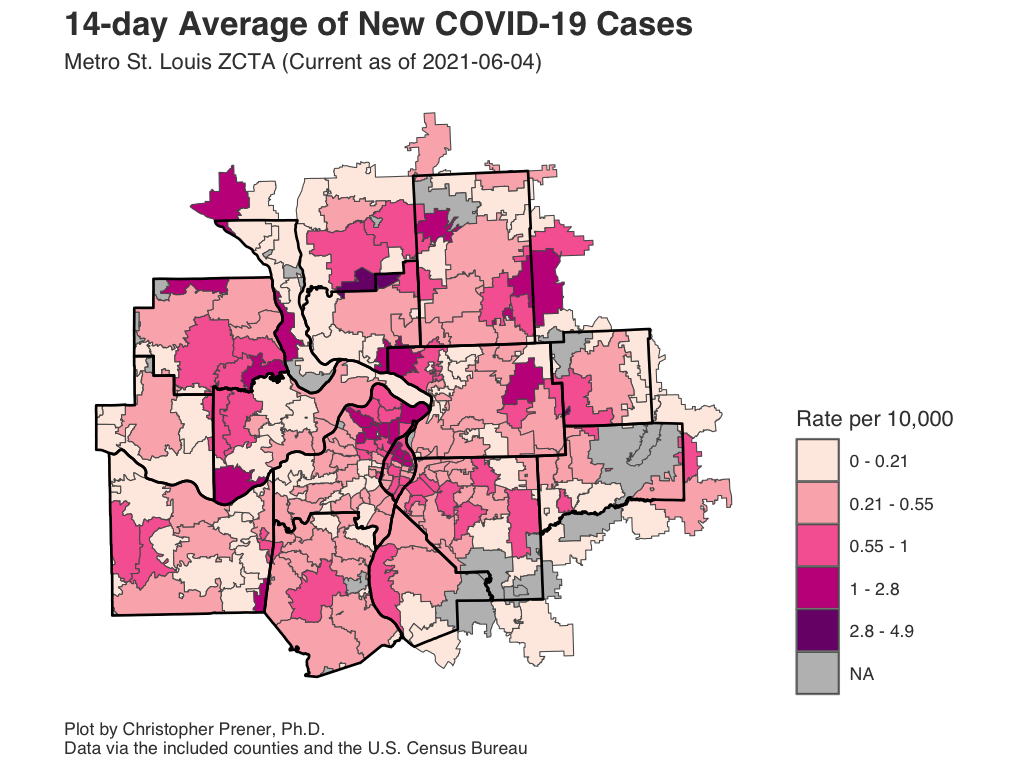 14-day Average of New COVID-19 Cases
Metro St. Louis ZCTA (Current as of 2021-06-04)
Rate per 10,000
0 - 0.21
0.21 - 0.55
0.55 - 1
1 - 2.8
2.8 - 4.9
NA
Plot by Christopher Prener, Ph.D.
Data via the included counties and the U.S. Census Bureau